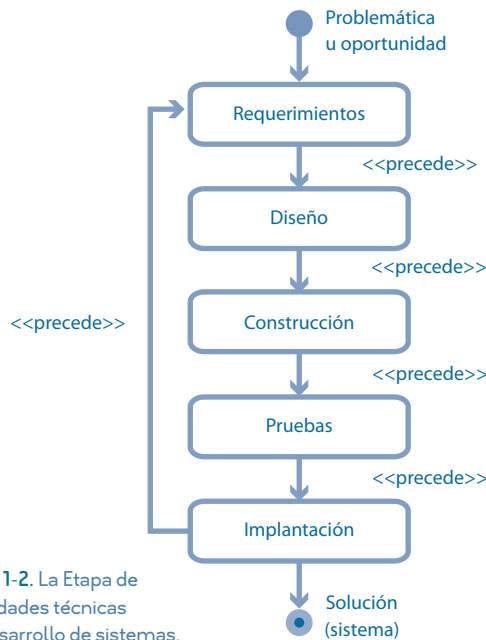 Problemática
u oportunidad
Requerimientos
<<precede>>
Diseño
<<precede>>
<<precede>>
Construcción
<<precede>>
Pruebas
<<precede>>
Implantación
1-2. La Etapa de
dades técnicas
sarrollo de sistemas.
Solución
(sistema)